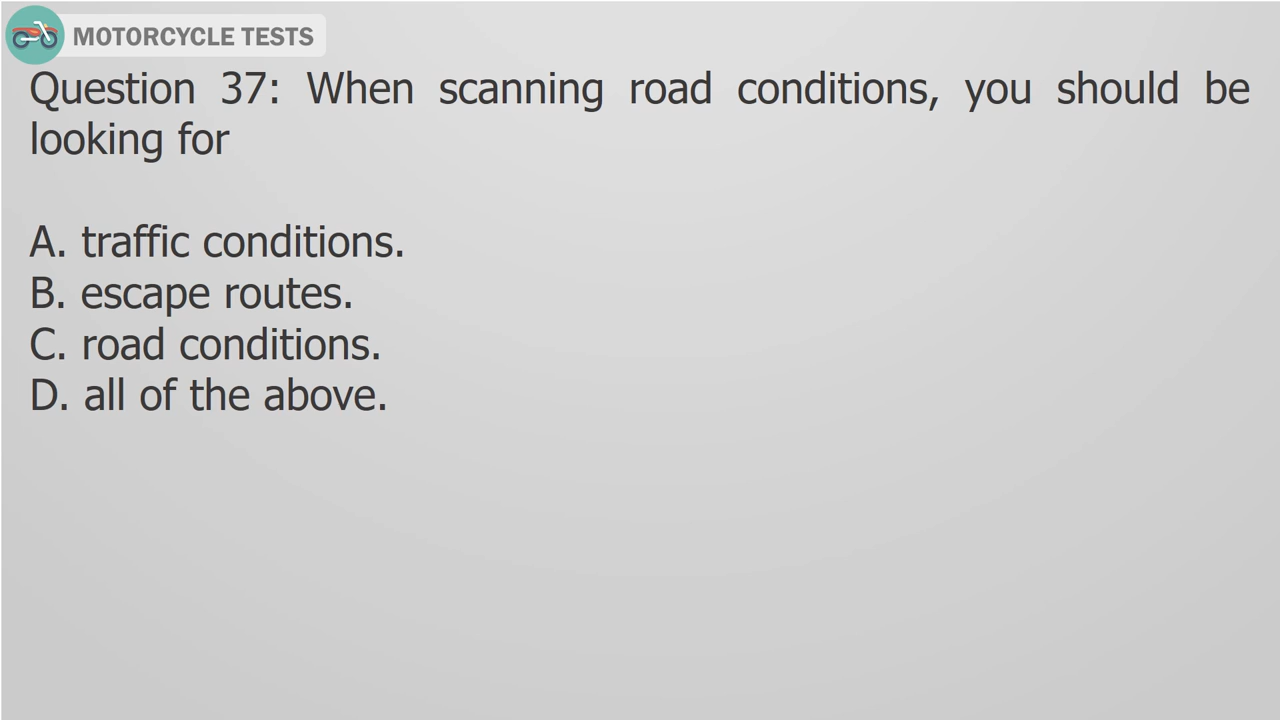 MOTORCYCLE TESTS
Question 37: When scanning road conditions, you should be
looking for
A. traffic conditions.
B. escape routes.
C. road conditions.
D. all of the above.